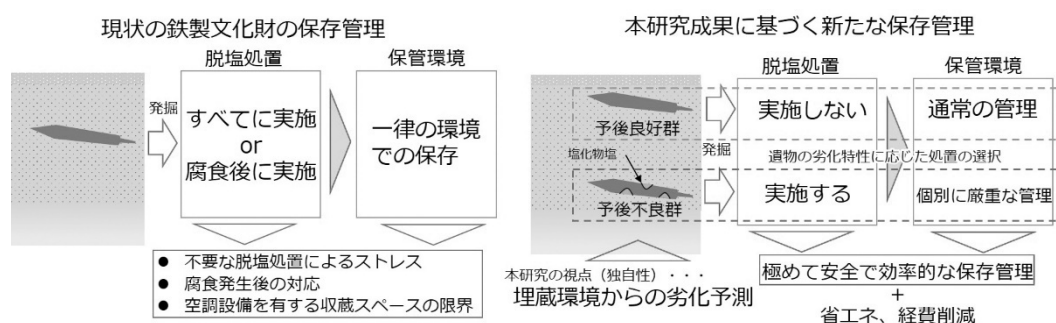 現状の鉄製文化財の保存管理
脱塩処置
保管環境
発掘
すべてに実施
or
腐食後に実施
一律の環境
での保存
● 不要な脱塩処置によるストレス
● 腐食発生後の対応
● 空調設備を有する収蔵スペースの限界
本研究成果に基づく新たな保存管理
脱塩処置
保管環境
予後良好群
実施しない
通常の管理
発掘
塩化物塩
遺物の劣化特性に応じた処置の選択
予後不良群
実施する
個別に厳重な管理
本研究の視点（独自性）・・・
埋蔵環境からの劣化予測
極めて安全で効率的な保存管理
+
省エネ、経費削減